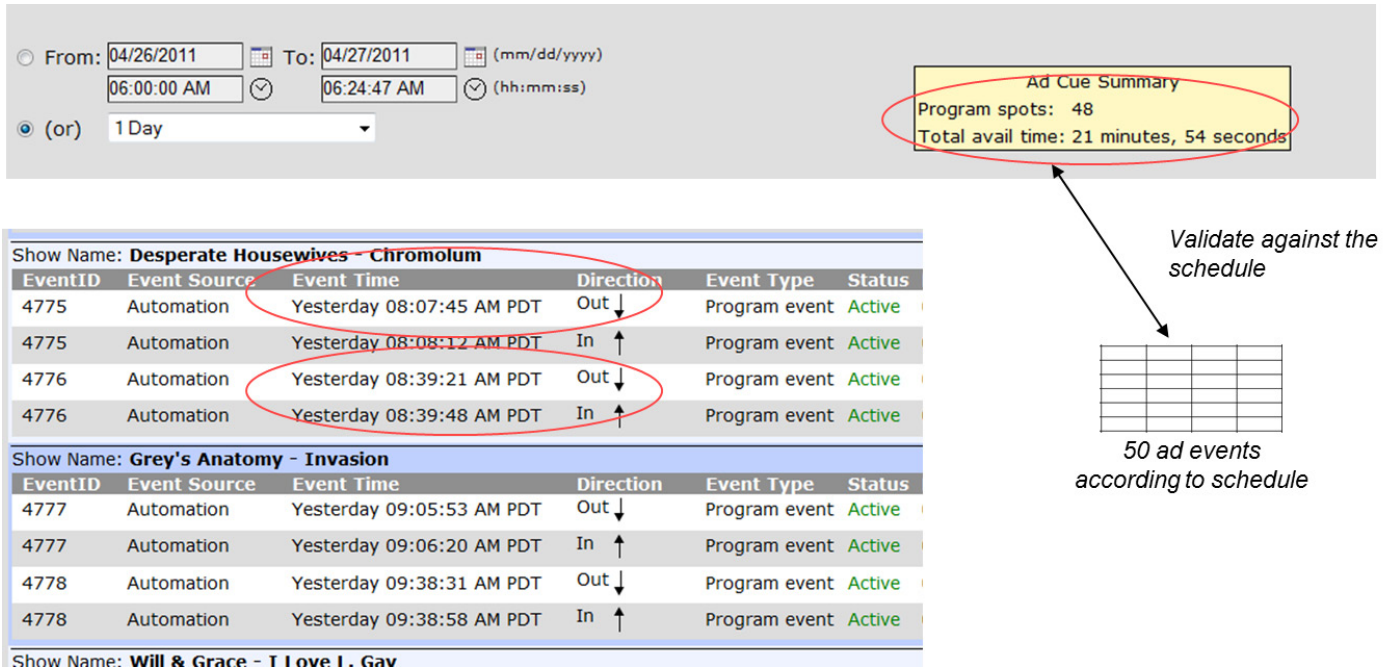 From: 04/26/2011 To: 04/27/2011 (mm/dd/yyyy)
06:00:00 AM 06:24:47 AM (hh:mm:ss)
(or) 1 Day
Ad Cue Summary
Program spots: 48
Total avail time: 21 minutes, 54 seconds
Validate against the
schedule
Show Name: Desperate Housewives - Chromolum
EventID Event Source Event Time Direction Event Type Status
4775 Automation Yesterday 08:07:45 AM PDT Out Program event Active
4775 Automation Yesterday 08:08:12 AM PDT In Program event Active
4776 Automation Yesterday 08:39:21 AM PDT Out Program event Active
4776 Automation Yesterday 08:39:48 AM PDT In Program event Active
50 ad events
according to schedule
Show Name: Grey's Anatomy - Invasion
EventID Event Source Event Time Direction Event Type Status
4777 Automation Yesterday 09:05:53 AM PDT Out Program event Active
4777 Automation Yesterday 09:06:20 AM PDT In Program event Active
4778 Automation Yesterday 09:38:31 AM PDT Out Program event Active
4778 Automation Yesterday 09:38:58 AM PDT In Program event Active
Show Name: Will & Grace - I Love L. Gay